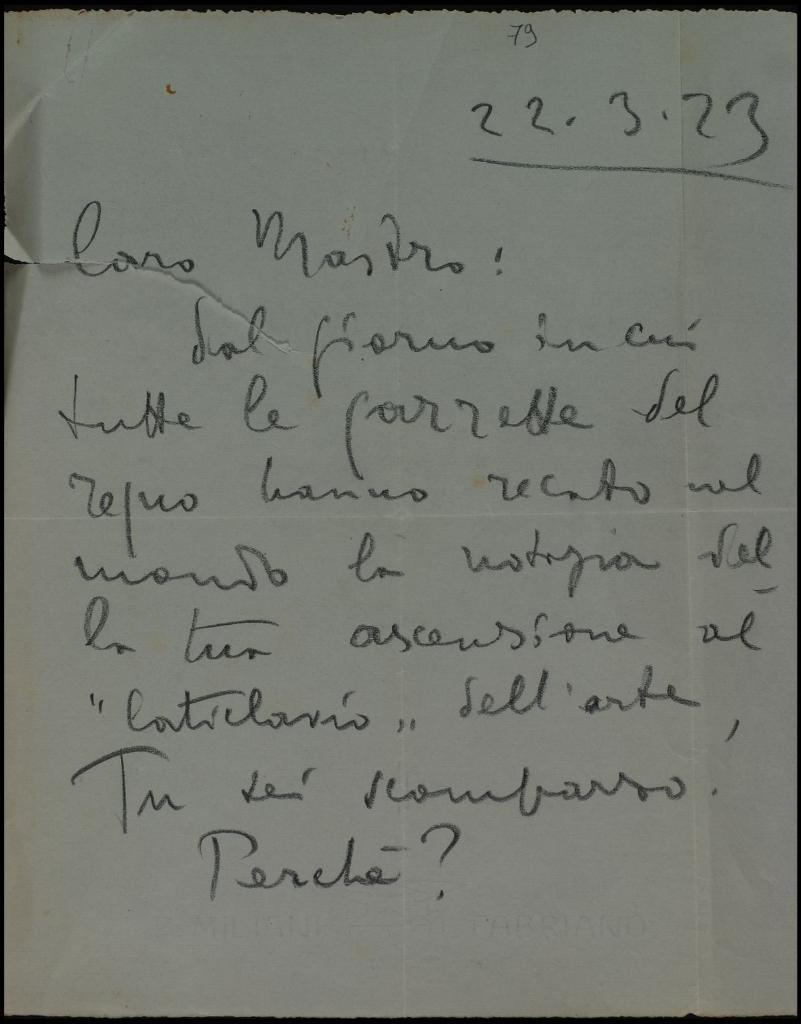 79
22.3.23
Caro Mastro:
dal giorno in cui
tutte le gazzette del
regno hanno recato nel
mondo la notizia del-
la tua ascensione al
"laticlavio„ dell'arte,
Tu sei scomparso.
Perchè?
P. MILIANI FABRIANO